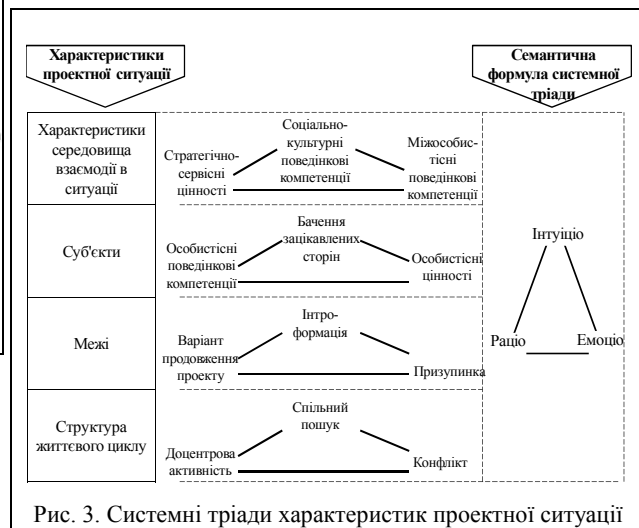 Характеристики
проектної ситуації
Семантична
формула системної
тріади
Характеристики
середовища
взаємодії в
ситуації
Стратегічно-
сервісні
цінності
Соціально-
культурні
поведінкові
компетенції
Міжособис-
тісні
поведінкові
компетенції
Суб'єкти
Особистісні
поведінкові
компетенції
Бачення
зацікавлених
сторін
Особистісні
цінності
Межі
Варіант
продовження
проекту
Інтро-
формація
Призупинка
Структура
життєвого циклу
Доцентрова
активність
Спільний
пошук
Конфлікт
Інтуіціо
Раціо
Емоціо
Рис. 3. Системні тріади характеристик проектної ситуації